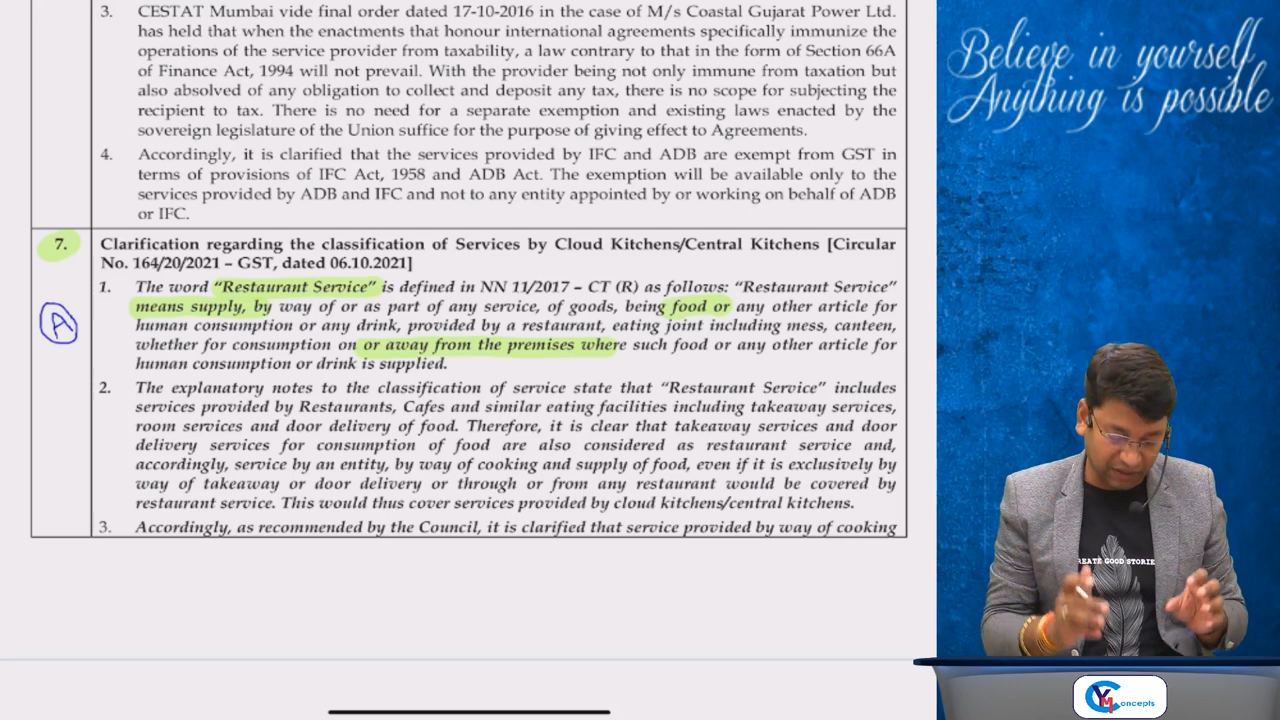 3. CESTAT Mumbai vide final order dated 17-10-2016 in the case of M/s Coastal Gujarat Power Ltd.
has held that when the enactments that honour international agreements specifically immunize the
operations of the service provider from taxability, a law contrary to that in the form of Section 66A
of Finance Act, 1994 will not prevail. With the provider being not only immune from taxation but
also absolved of any obligation to collect and deposit any tax, there is no scope for subjecting the
recipient to tax. There is no need for a separate exemption and existing laws enacted by the
sovereign legislature of the Union suffice for the purpose of giving effect to Agreements.
4. Accordingly, it is clarified that the services provided by IFC and ADB are exempt from GST in
terms of provisions of IFC Act, 1958 and ADB Act. The exemption will be available only to the
services provided by ADB and IFC and not to any entity appointed by or working on behalf of ADB
or IFC.
7. Clarification regarding the classification of Services by Cloud Kitchens/Central Kitchens [Circular
No. 164/20/2021 – GST, dated 06.10.2021]
A
1. The word "Restaurant Service" is defined in NN 11/2017 – CT (R) as follows: "Restaurant Service"
means supply, by way of or as part of any service, of goods, being food or any other article for
human consumption or any drink, provided by a restaurant, eating joint including mess, canteen,
whether for consumption on or away from the premises where such food or any other article for
human consumption or drink is supplied.
2. The explanatory notes to the classification of service state that "Restaurant Service" includes
services provided by Restaurants, Cafes and similar eating facilities including takeaway services,
room services and door delivery of food. Therefore, it is clear that takeaway services and door
delivery services for consumption of food are also considered as restaurant service and,
accordingly, service by an entity, by way of cooking and supply of food, even if it is exclusively by
way of takeaway or door delivery or through or from any restaurant would be covered by
restaurant service. This would thus cover services provided by cloud kitchens/central kitchens.
3. Accordingly, as recommended by the Council, it is clarified that service provided by way of cooking
Believe in yourself
Anything is possible
REATE GOOD STORIE
YM Concepts